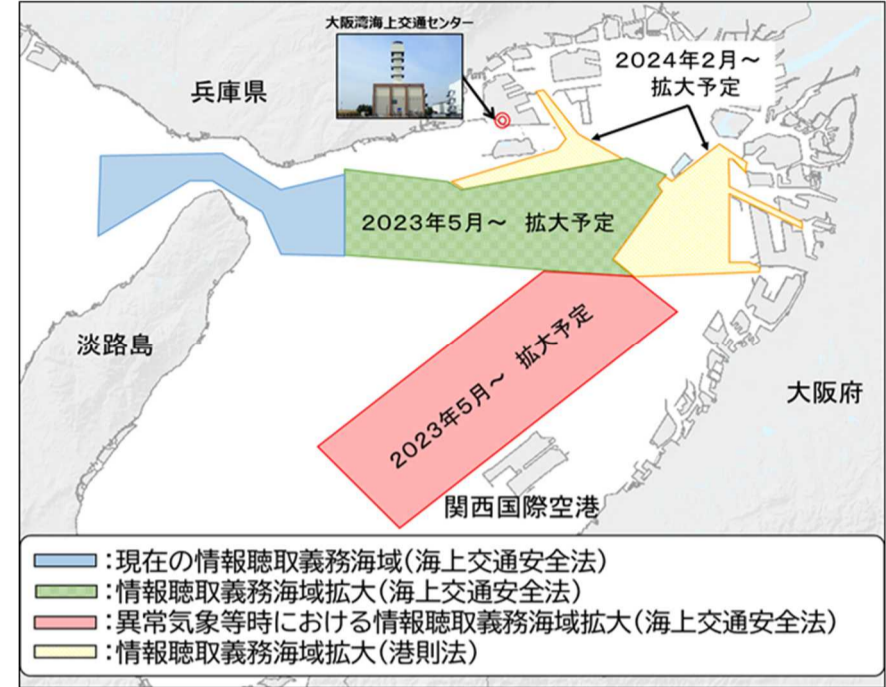 大阪湾海上交通センター
兵庫県
2024年2月～
拡大予定
2023年5月～ 拡大予定
淡路島
2023年5月～ 拡大予定
大阪府
関西国際空港
：現在の情報聴取義務海域(海上交通安全法)
：情報聴取義務海域拡大(海上交通安全法)
：異常気象等時における情報聴取義務海域拡大(海上交通安全法)
：情報聴取義務海域拡大(港則法)